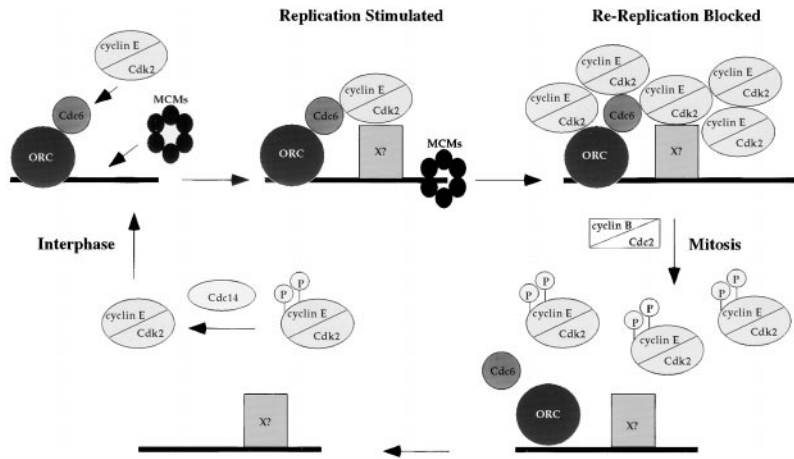 Replication Stimulated
Re-Replication Blocked
cyclin E
Cdk2
Cdc6
MCMs
ORC
cyclin E
Cdk2
Cdc6
X?
ORC
MCMs
cyclin E
Cdk2
cyclin E
Cdk2
cyclin E
Cdk2
cyclin E
Cdk2
cyclin E
Cdk2
Cdc6
X?
ORC
Interphase
cyclin B
Cdc2
Mitosis
P P
cyclin E
Cdk2
Cdc14
cyclin E
Cdk2
P P
cyclin E
Cdk2
P P
cyclin E
Cdk2
P P
cyclin E
Cdk2
Cdc6
ORC
X?
X?